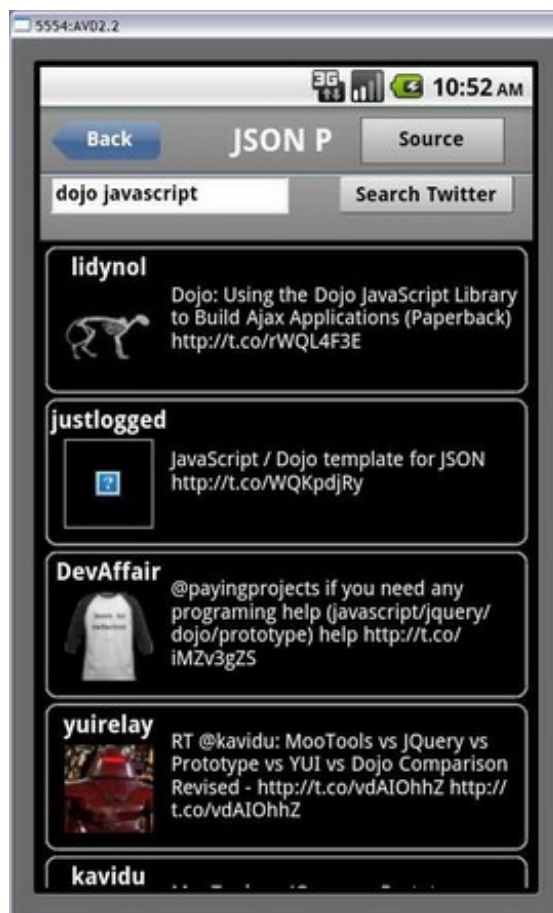 5554:AVD2.2
3G 10:52 AM
Back JSON P Source
dojo javascript Search Twitter
lidynol
Dojo: Using the Dojo JavaScript Library
to Build Ajax Applications (Paperback)
http://t.co/rWQL4F3E
justlogged
JavaScript / Dojo template for JSON
http://t.co/WQKpdjRy
DevAffair
@payingprojects if you need any
programing help (javascript/jquery/
dojo/prototype) help http://t.co/
iMZv3gZS
yuirelay
RT @kavidu: MooTools vs JQuery vs
Prototype vs YUI vs Dojo Comparison
Revised - http://t.co/vdAIOhhZ http://
t.co/vdAIOhhZ
kavidu